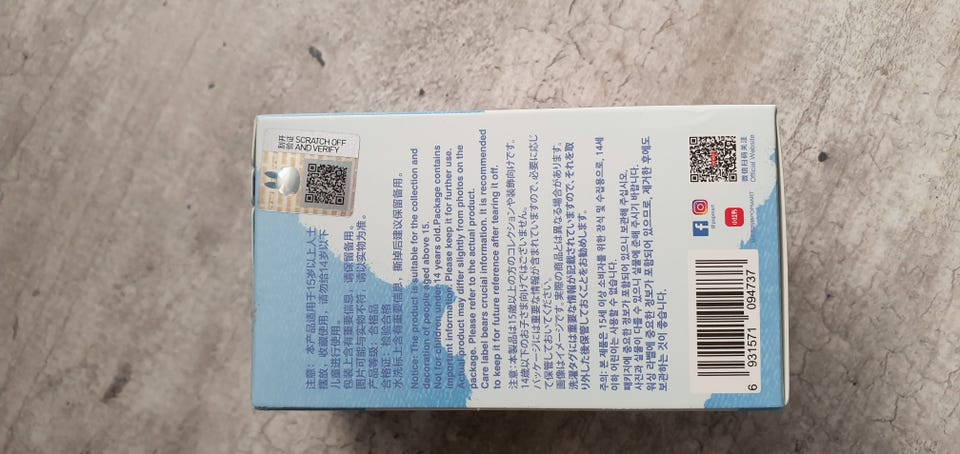 刮开
验证
SCRATCH OFF
AND VERIFY
注意：本产品适用于15岁以上人士
摆放、收藏使用，请勿给14岁以下
儿童进行使用。
包装上含有重要信息，请保留备用。
图片可能与实物不符，请以实物为准。
产品等级：合格品
合格证：检验合格
水洗标上含有重要信息，撕掉后建议保留备用。
Notice: The product is suitable for the collection and
decoration of people aged above 15.
Not for children under 14 years old.Package contains
important information. Please keep it for further use.
Actual product may differ slightly from photos on the
package. Please refer to the actual product.
Care label bears crucial information. It is recommended
to keep it for future reference after tearing it off.
注意:本製品は15歳以上の方のコレクションや装飾向けです。
14歳以下のお子さま向けではございません。
パッケージには重要な情報が含まれていますので、必要に応じ
て保管しておいてください。
画像はイメージです。実際の商品とは異なる場合があります。
洗濯タグには重要な情報が記載されていますので、それを取
り外した後保管しておくことをお勧めします。
주의: 본 제품은 15세 이상 소비자를 위한 장식 및 수집용으로, 14세
이하 어린이는 사용할 수 없습니다.
패키지에 중요한 정보가 포함되어 있으니 보관해 주십시오.
사진과 실물이 다를 수 있으니 실물에 준해 주시기 바랍니다.
워싱 라벨에 중요한 정보가 포함되어 있으므로, 제거한 후에도
보관하는 것이 좋습니다.
6 931571 094737
@popmart
小红书
@POPMART
微信扫码关注
Official Website